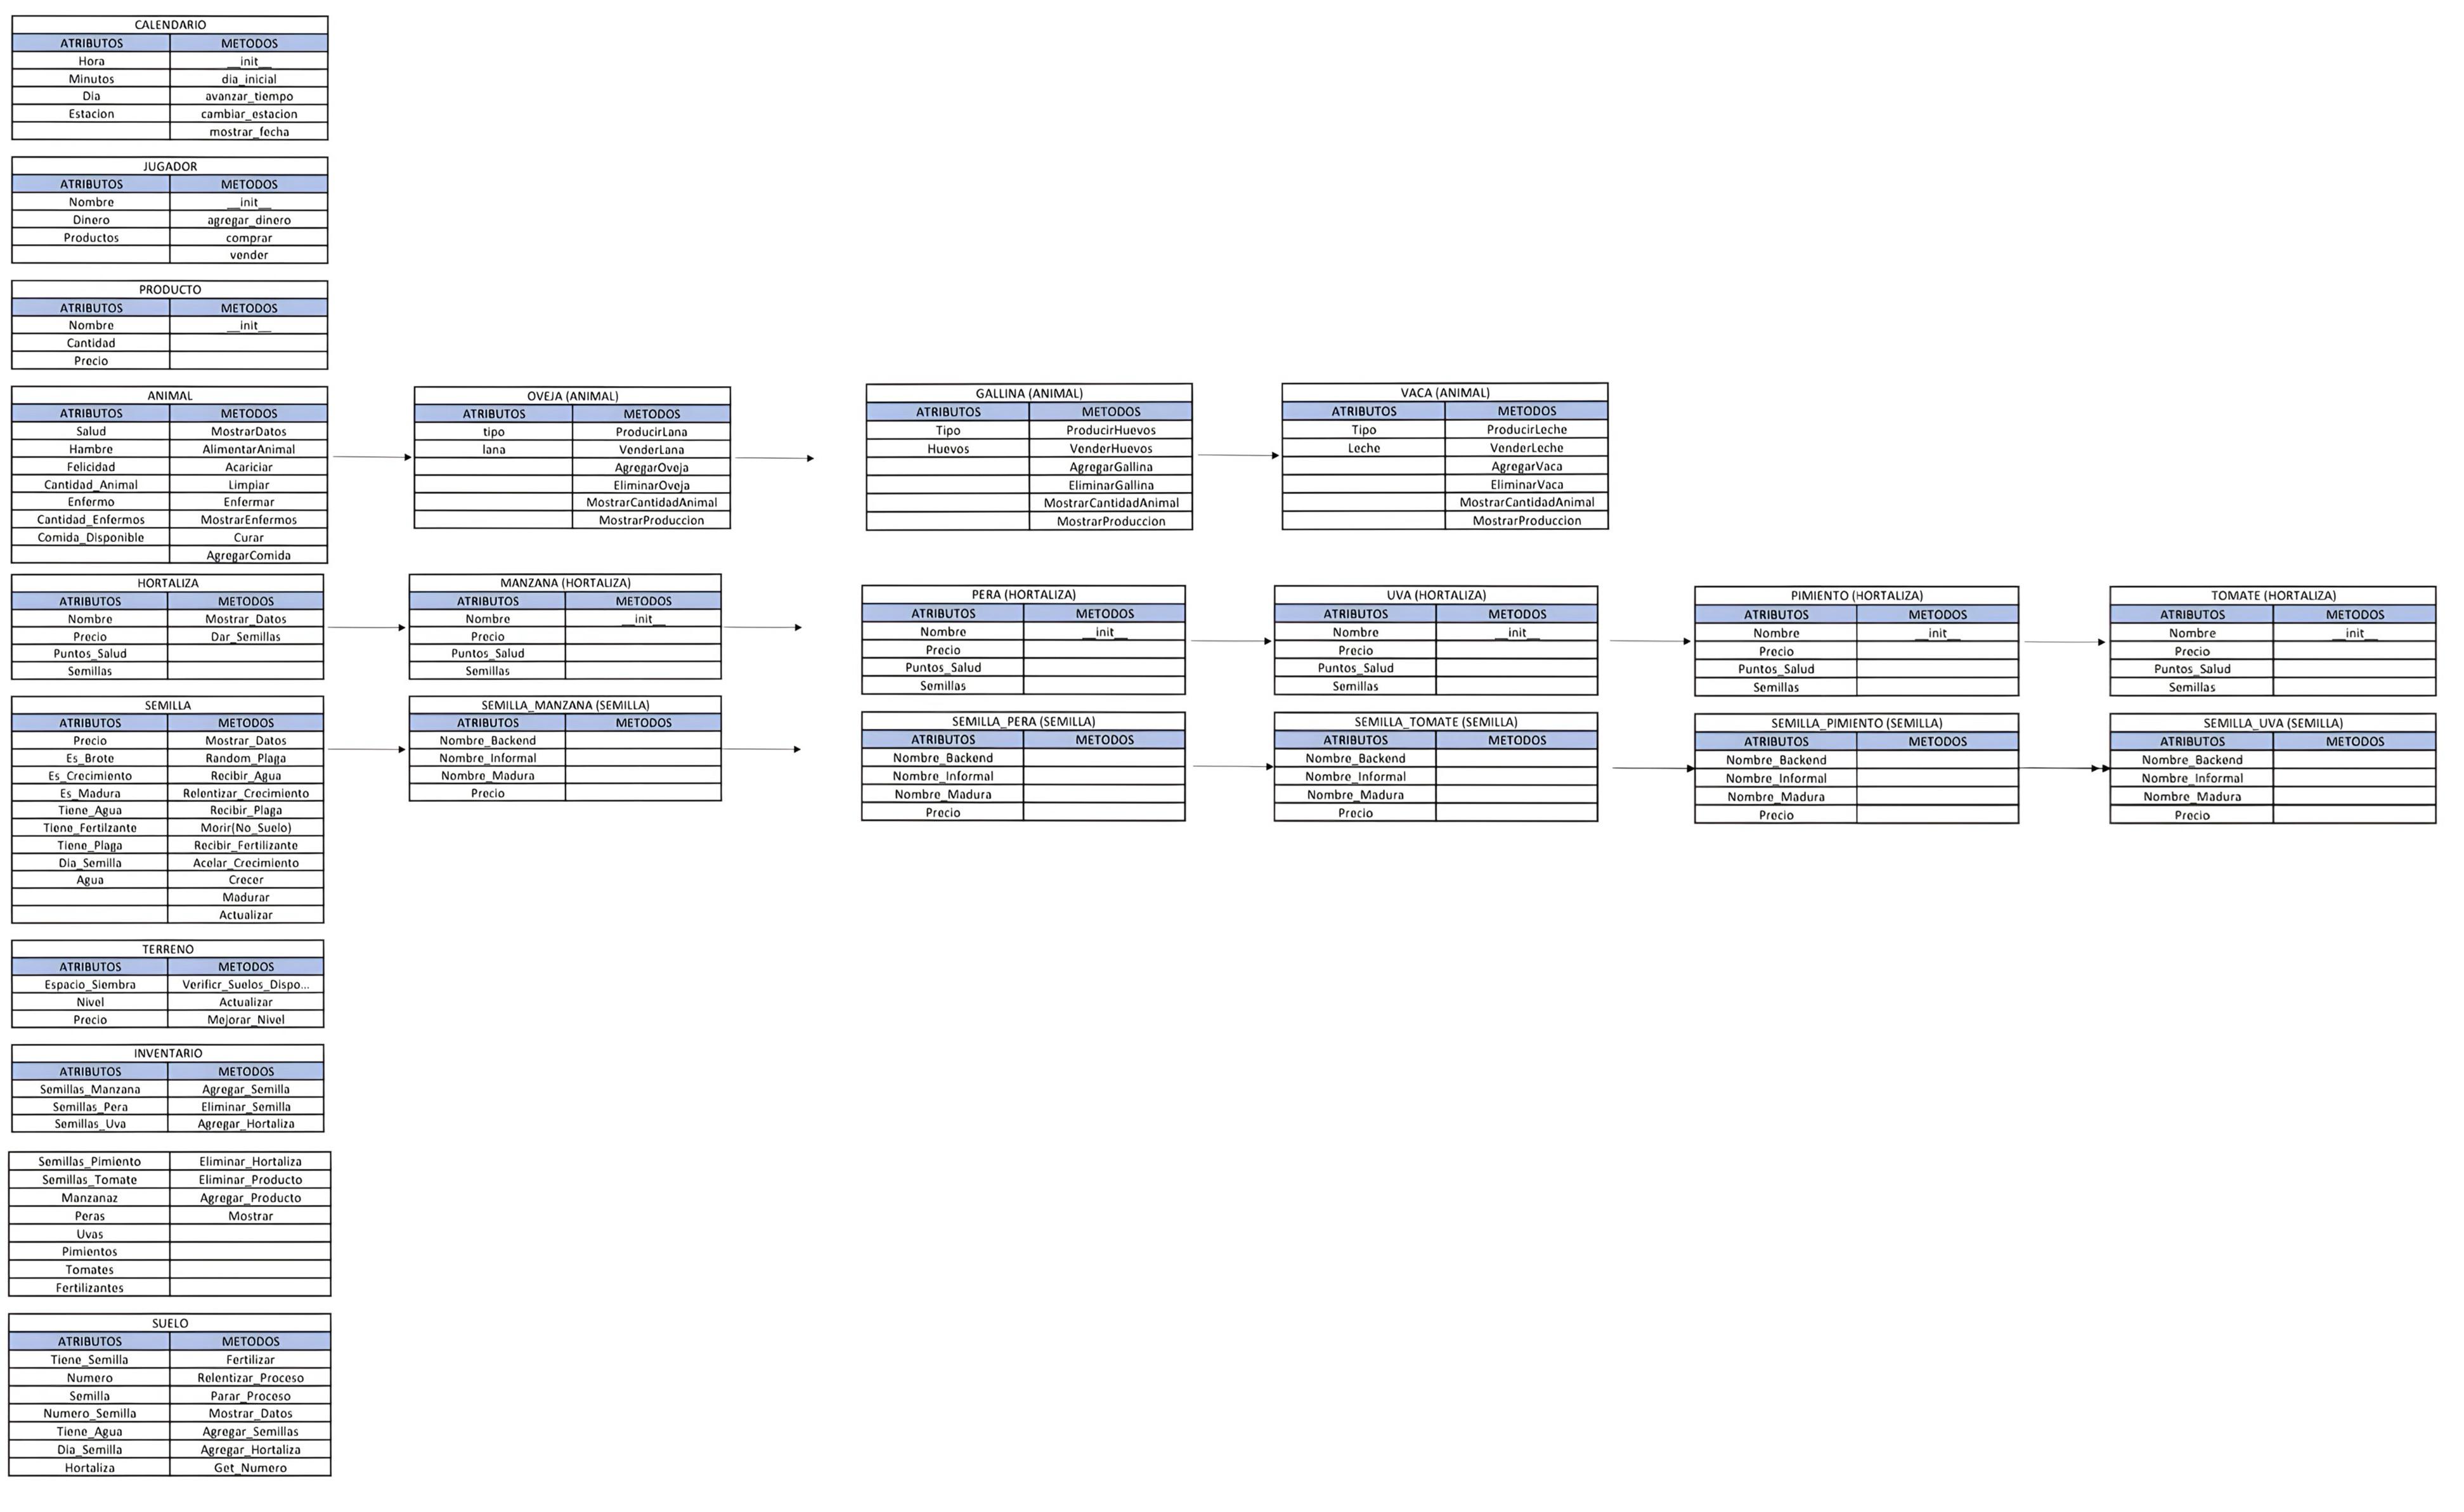 CALENDARIO
ATRIBUTOS METODOS
Hora __init__
Minutos dia_inicial
Dia avanzar_tiempo
Estacion cambiar_estacion
mostrar_fecha
JUGADOR
ATRIBUTOS METODOS
Nombre __init__
Dinero agregar_dinero
Productos comprar
vender
PRODUCTO
ATRIBUTOS METODOS
Nombre __init__
Cantidad
Precio
ANIMAL
ATRIBUTOS METODOS
Salud MostrarDatos
Hambre AlimentarAnimal
Felicidad Acariciar
Cantidad_Animal Limpiar
Enfermo Enfermar
Cantidad_Enfermos MostrarEnfermos
Comida_Disponible Curar
AgregarComida
OVEJA (ANIMAL)
ATRIBUTOS METODOS
tipo ProducirLana
lana VenderLana
AgregarOveja
EliminarOveja
MostrarCantidadAnimal
MostrarProduccion
GALLINA (ANIMAL)
ATRIBUTOS METODOS
Tipo ProducirHuevos
Huevos VenderHuevos
AgregarGallina
EliminarGallina
MostrarCantidadAnimal
MostrarProduccion
VACA (ANIMAL)
ATRIBUTOS METODOS
Tipo ProducirLeche
Leche VenderLeche
AgregarVaca
EliminarVaca
MostrarCantidadAnimal
MostrarProduccion
HORTALIZA
ATRIBUTOS METODOS
Nombre Mostrar_Datos
Precio Dar_Semillas
Puntos_Salud
Semillas
MANZANA (HORTALIZA)
ATRIBUTOS METODOS
Nombre __init__
Precio
Puntos_Salud
Semillas
PERA (HORTALIZA)
ATRIBUTOS METODOS
Nombre __init__
Precio
Puntos_Salud
Semillas
UVA (HORTALIZA)
ATRIBUTOS METODOS
Nombre __init__
Precio
Puntos_Salud
Semillas
PIMIENTO (HORTALIZA)
ATRIBUTOS METODOS
Nombre __init__
Precio
Puntos_Salud
Semillas
TOMATE (HORTALIZA)
ATRIBUTOS METODOS
Nombre __init__
Precio
Puntos_Salud
Semillas
SEMILLA
ATRIBUTOS METODOS
Precio Mostrar_Datos
Es_Brote Random_Plaga
Es_Crecimiento Recibir_Agua
Es_Madura Relentizar_Crecimiento
Tiene_Agua Recibir_Plaga
Tiene_Fertilzante Morir(No_Suelo)
Tiene_Plaga Recibir_Fertilizante
Dia_Semilla Acelar_Crecimiento
Agua Crecer
Madurar
Actualizar
SEMILLA_MANZANA (SEMILLA)
ATRIBUTOS METODOS
Nombre_Backend
Nombre_Informal
Nombre_Madura
Precio
SEMILLA_PERA (SEMILLA)
ATRIBUTOS METODOS
Nombre_Backend
Nombre_Informal
Nombre_Madura
Precio
SEMILLA_TOMATE (SEMILLA)
ATRIBUTOS METODOS
Nombre_Backend
Nombre_Informal
Nombre_Madura
Precio
SEMILLA_PIMIENTO (SEMILLA)
ATRIBUTOS METODOS
Nombre_Backend
Nombre_Informal
Nombre_Madura
Precio
SEMILLA_UVA (SEMILLA)
ATRIBUTOS METODOS
Nombre_Backend
Nombre_Informal
Nombre_Madura
Precio
TERRENO
ATRIBUTOS METODOS
Espacio_Siembra Verificr_Suelos_Dispo...
Nivel Actualizar
Precio Mejorar_Nivel
INVENTARIO
ATRIBUTOS METODOS
Semillas_Manzana Agregar_Semilla
Semillas_Pera Eliminar_Semilla
Semillas_Uva Agregar_Hortaliza
Semillas_Pimiento Eliminar_Hortaliza
Semillas_Tomate Eliminar_Producto
Manzanaz Agregar_Producto
Peras Mostrar
Uvas
Pimientos
Tomates
Fertilizantes
SUELO
ATRIBUTOS METODOS
Tiene_Semilla Fertilizar
Numero Relentizar_Proceso
Semilla Parar_Proceso
Numero_Semilla Mostrar_Datos
Tiene_Agua Agregar_Semillas
Dia_Semilla Agregar_Hortaliza
Hortaliza Get_Numero